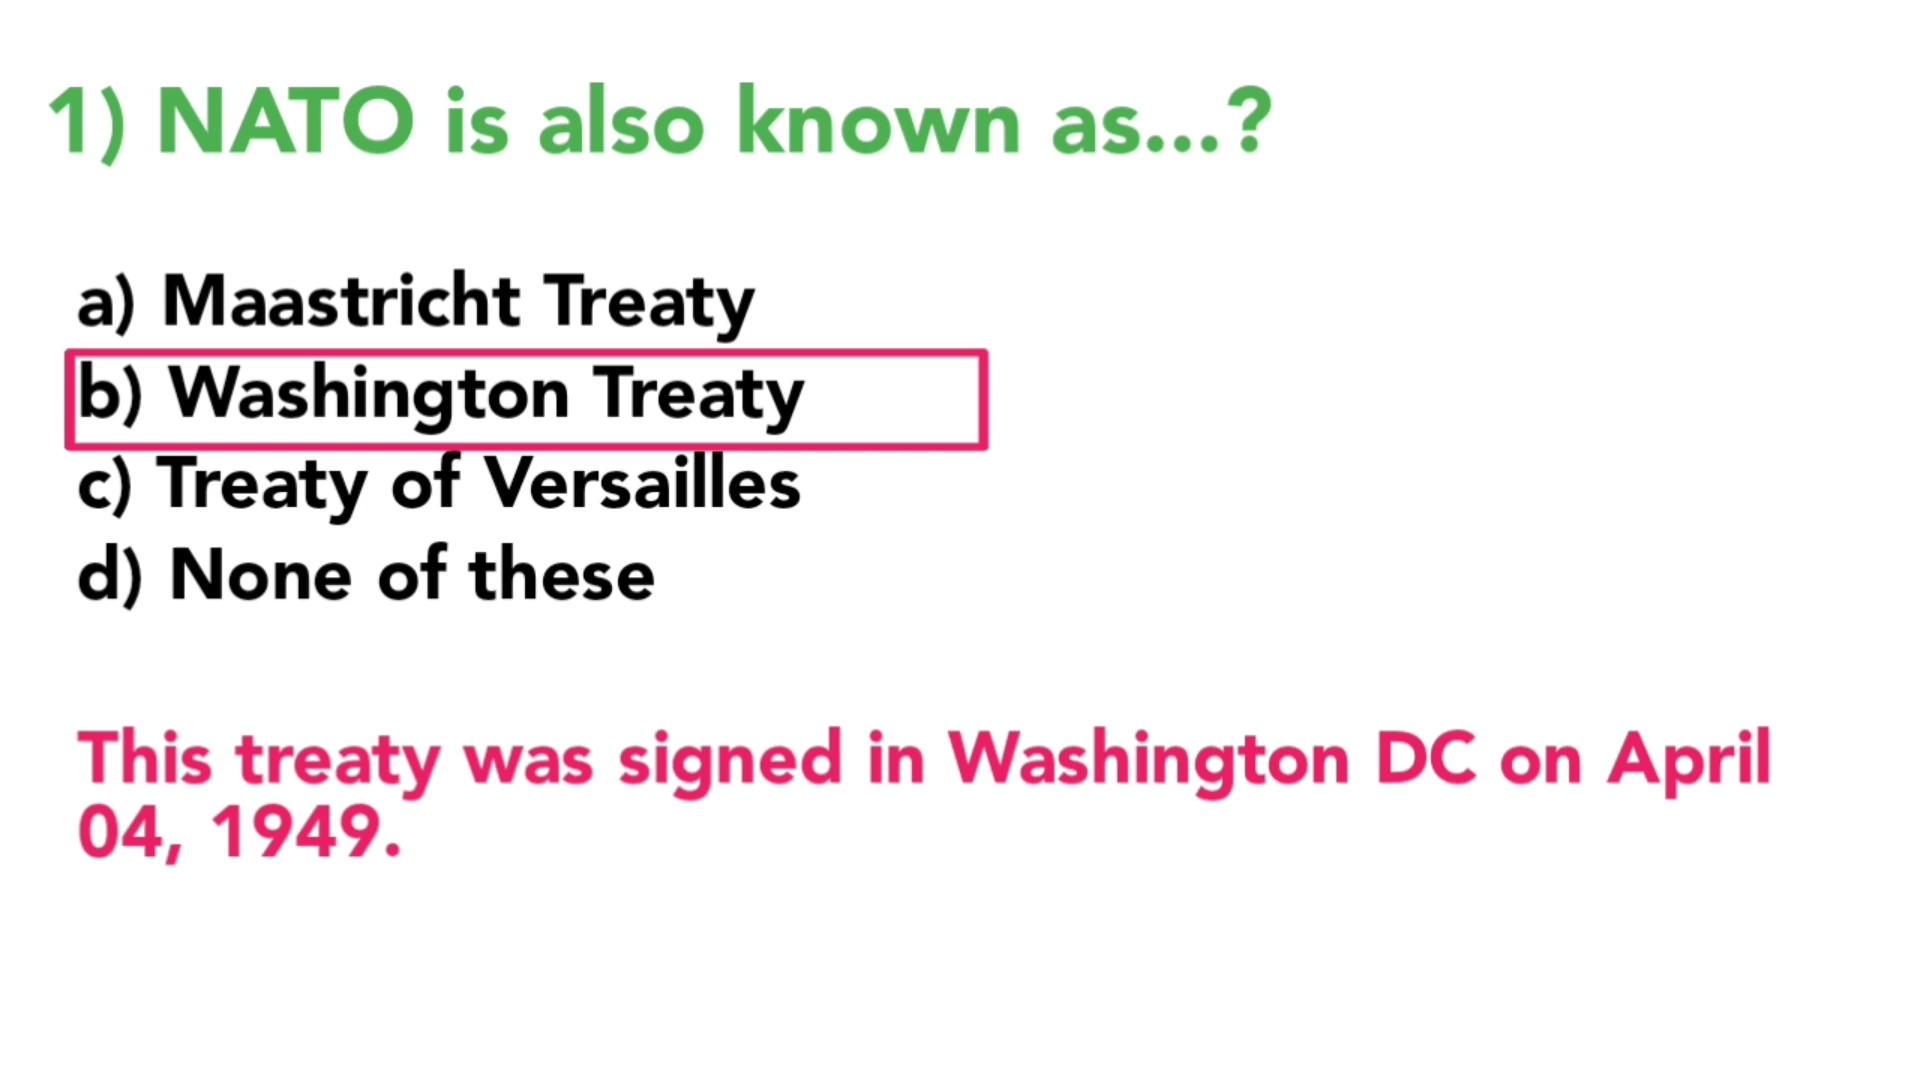 1) NATO is also known as...?
a) Maastricht Treaty
b) Washington Treaty
c) Treaty of Versailles
d) None of these
This treaty was signed in Washington DC on April
04, 1949.